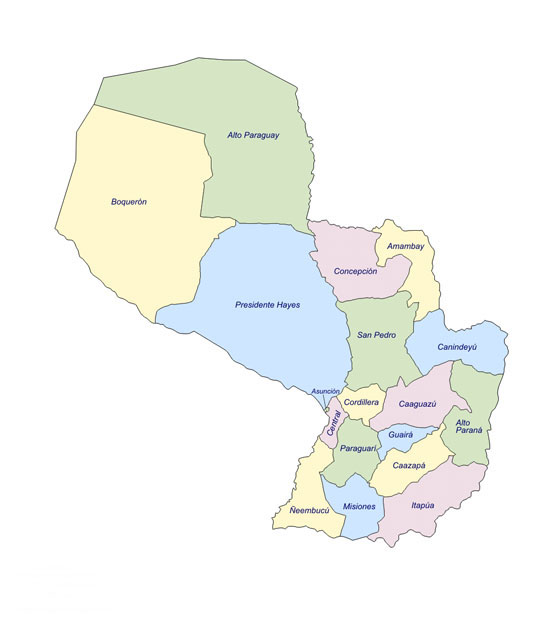 Alto Paraguay
Boquerón
Amambay
Concepción
Presidente Hayes
San Pedro
Canindeyú
Asunción
Cordillera
Caaguazú
Central
Alto
Paraná
Guairá
Paraguarí
Caazapá
Ñeembucú
Misiones
Itapúa